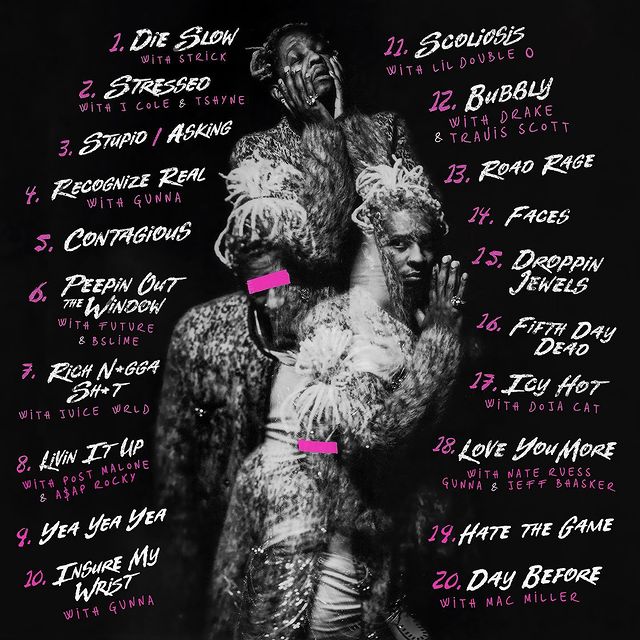 1. Die Slow
with Strick
2. Stressed
with J Cole & Tshyne
3. Stupid / Asking
4. Recognize Real
with Gunna
5. Contagious
6. Peepin Out
the Window
with Future
& Bslime
7. Rich N*gga
Sh*t
with Juice Wrld
8. Livin It Up
with Post Malone
& A$AP Rocky
9. Yea Yea Yea
10. Insure My
Wrist
with Gunna
11. Scoliosis
with Lil Double O
12. Bubbly
with Drake
& Travis Scott
13. Road Rage
14. Faces
15. Droppin
Jewels
16. Fifth Day
Dead
17. Icy Hot
with Doja Cat
18. Love You More
with Nate Ruess
Gunna & Jeff Bhasker
19. Hate the Game
20. Day Before
with Mac Miller